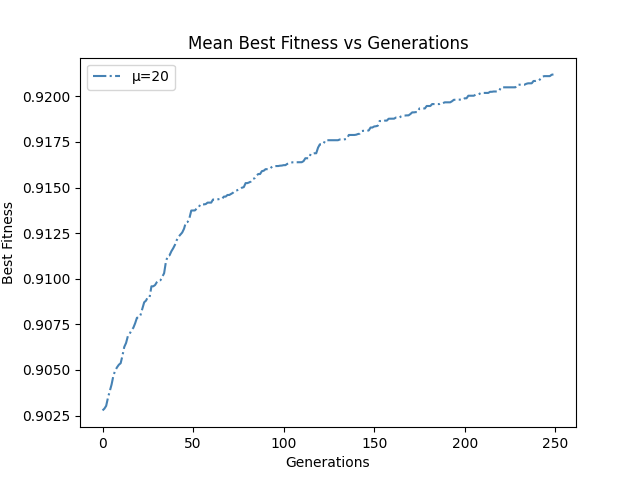 Mean Best Fitness vs Generations
μ=20
Best Fitness
0.9200
0.9175
0.9150
0.9125
0.9100
0.9075
0.9050
0.9025
0 50 100 150 200 250
Generations